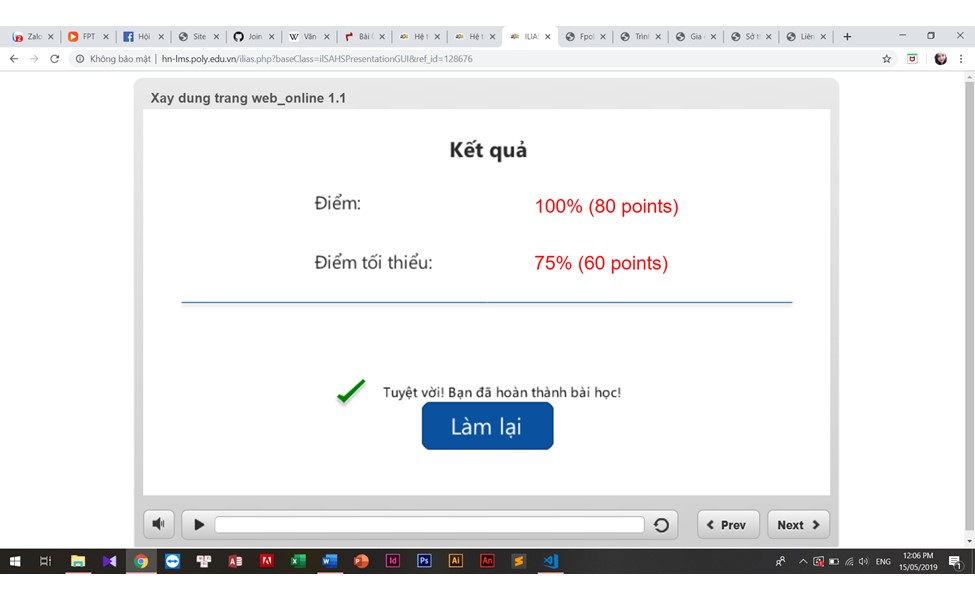 Zalo FPT Hội Site Join Văn Bài Hệ t Hệ t ILIAS Fpol Trìn Gia Sở t Liên
Không bảo mật | hn-lms.poly.edu.vn/ilias.php?baseClass=ilSAHSPresentationGUI&ref_id=128676
Xay dung trang web_online 1.1
Kết quả
Điểm: 100% (80 points)
Điểm tối thiểu: 75% (60 points)
Tuyệt vời! Bạn đã hoàn thành bài học!
Làm lại
Prev Next
12:06 PM
ENG
15/05/2019